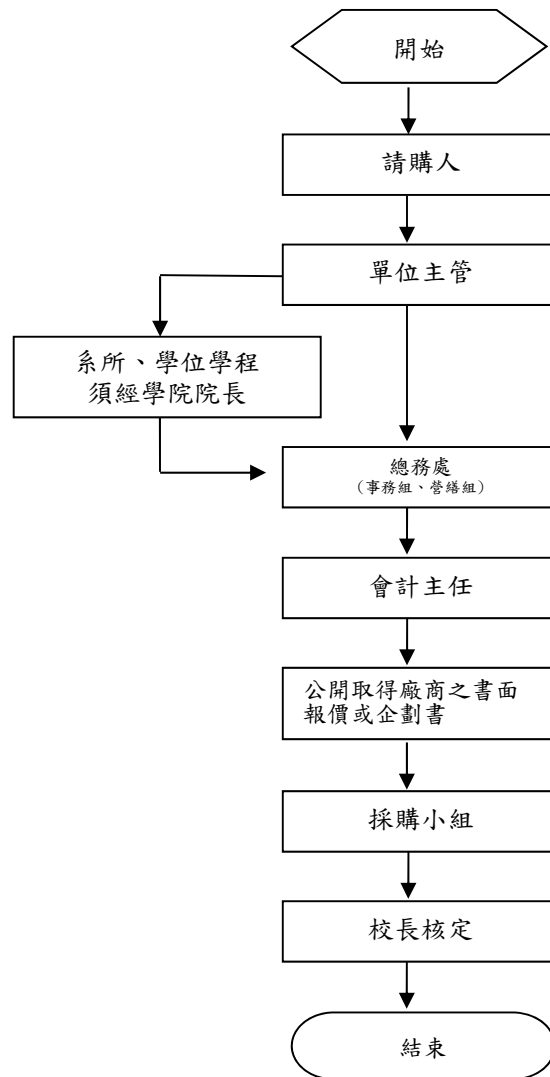 開始
請購人
單位主管
系所、學位學程
須經學院院長
總務處
（事務組、營繕組）
會計主任
公開取得廠商之書面
報價或企劃書
採購小組
校長核定
結束